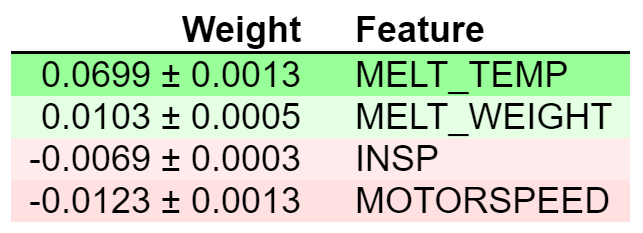 Weight Feature
0.0699 ± 0.0013 MELT_TEMP
0.0103 ± 0.0005 MELT_WEIGHT
-0.0069 ± 0.0003 INSP
-0.0123 ± 0.0013 MOTORSPEED